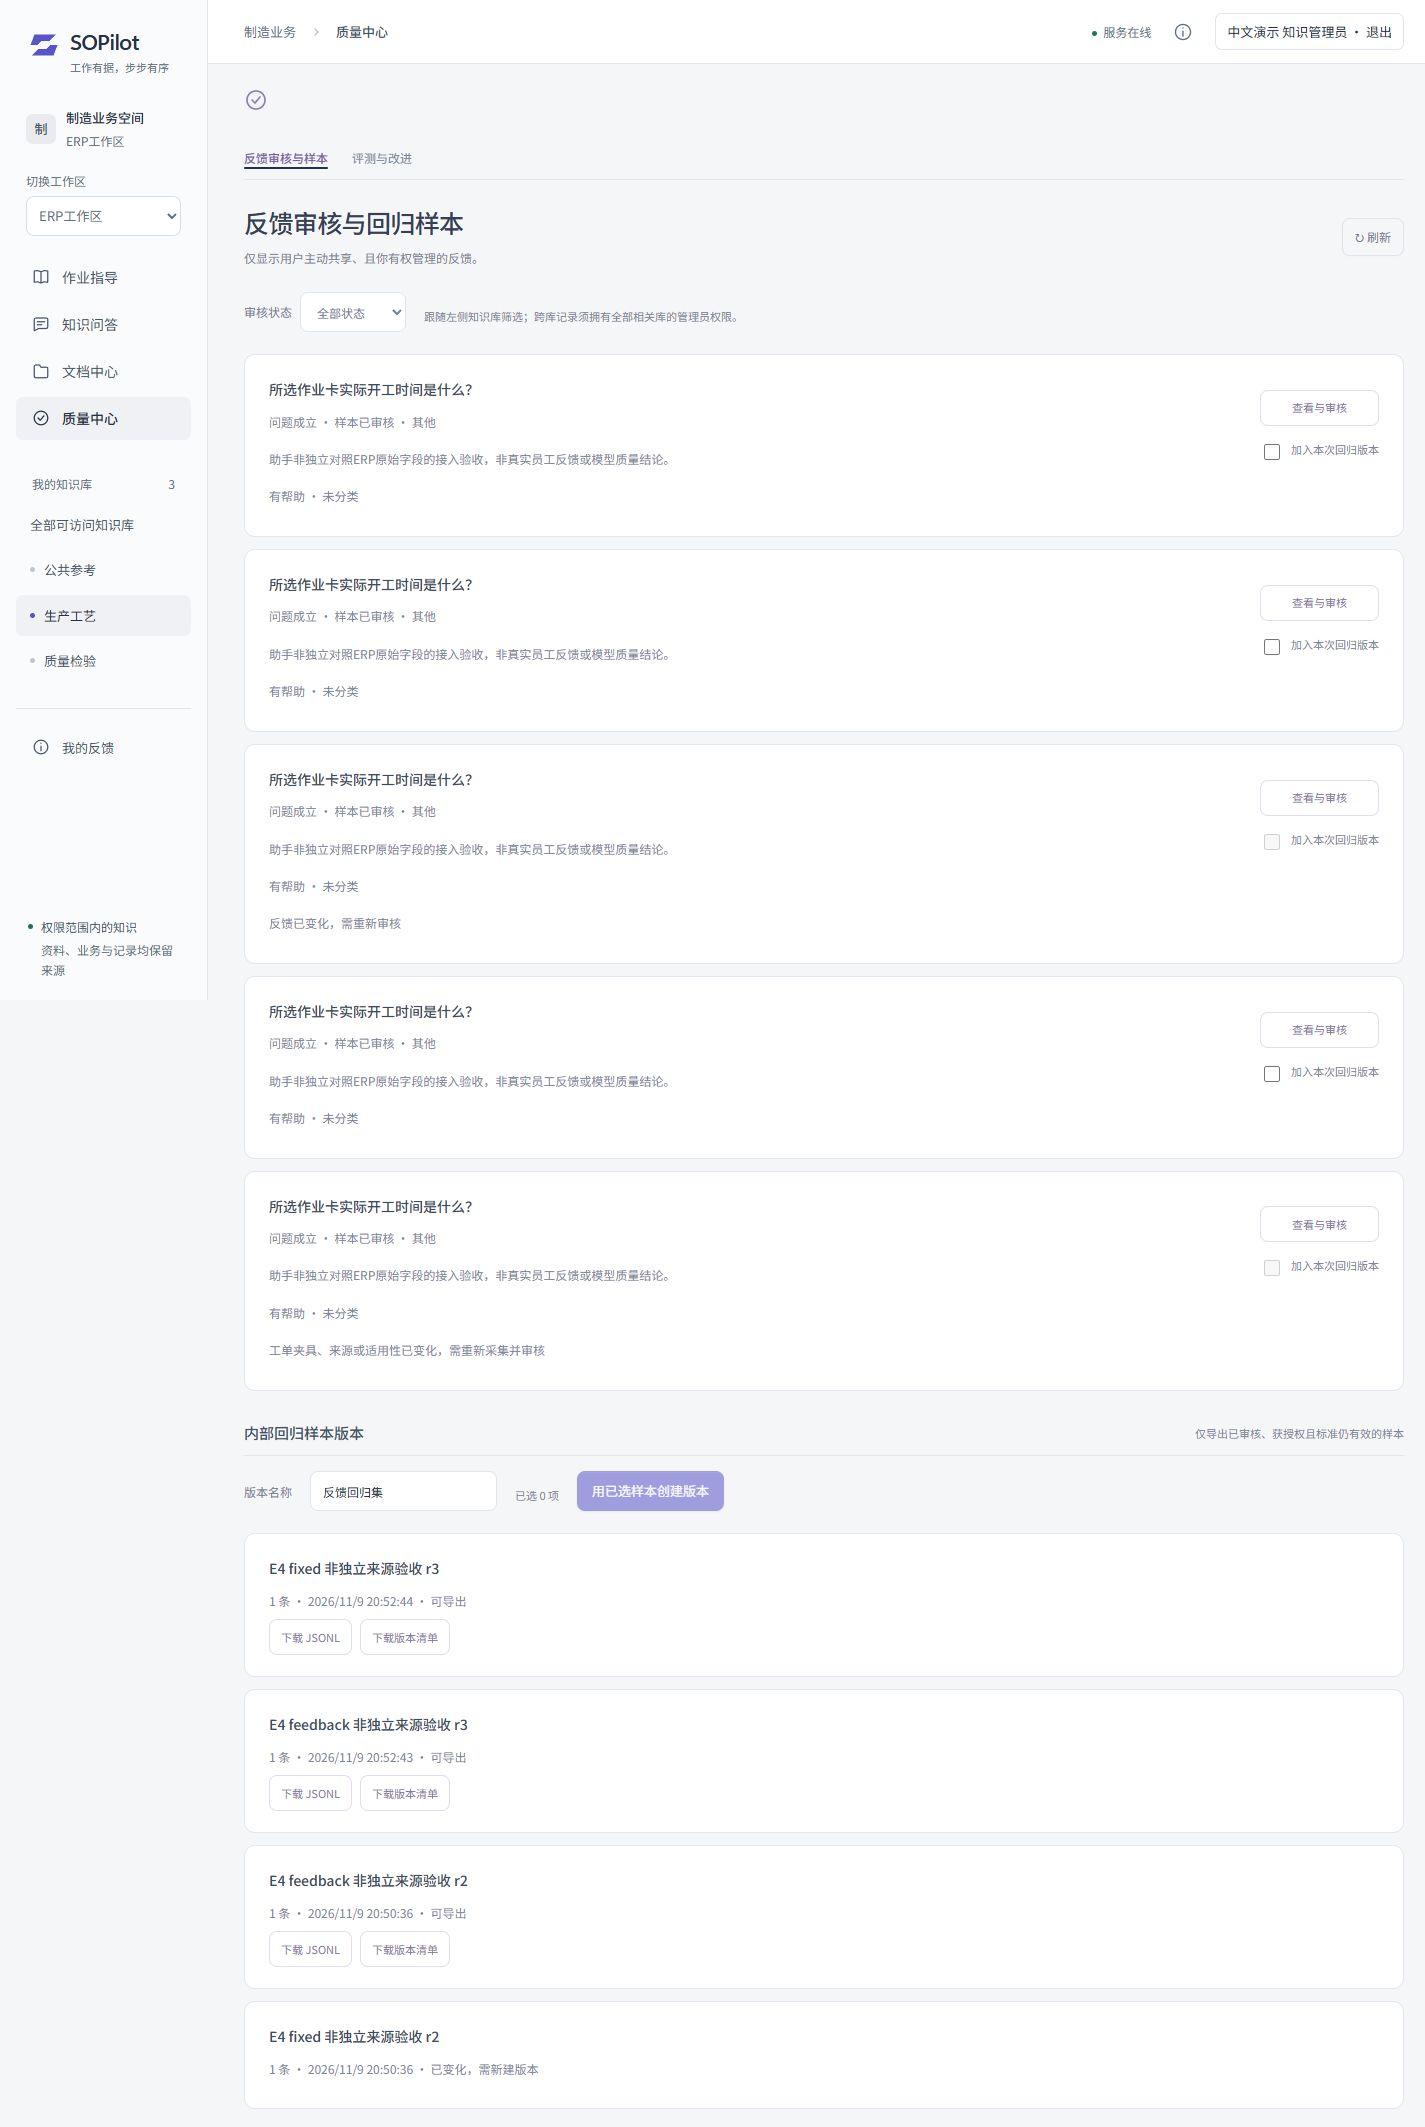 SOPilot
工作有据，步步有序
制
制造业务空间
ERP工作区
切换工作区
ERP工作区
作业指导
知识问答
文档中心
质量中心
我的知识库 3
全部可访问知识库
公共参考
生产工艺
质量检验
我的反馈
权限范围内的知识
资料、业务与记录均保留
来源
制造业务 › 质量中心
服务在线
中文演示 知识管理员 · 退出
反馈审核与样本 评测与改进
反馈审核与回归样本
仅显示用户主动共享、且你有权管理的反馈。
↻ 刷新
审核状态 全部状态 跟随左侧知识库筛选；跨库记录须拥有全部相关库的管理员权限。
所选作业卡实际开工时间是什么？
问题成立 · 样本已审核 · 其他
助手非独立对照ERP原始字段的接入验收，非真实员工反馈或模型质量结论。
有帮助 · 未分类
查看与审核
加入本次回归版本
所选作业卡实际开工时间是什么？
问题成立 · 样本已审核 · 其他
助手非独立对照ERP原始字段的接入验收，非真实员工反馈或模型质量结论。
有帮助 · 未分类
查看与审核
加入本次回归版本
所选作业卡实际开工时间是什么？
问题成立 · 样本已审核 · 其他
助手非独立对照ERP原始字段的接入验收，非真实员工反馈或模型质量结论。
有帮助 · 未分类
反馈已变化，需重新审核
查看与审核
加入本次回归版本
所选作业卡实际开工时间是什么？
问题成立 · 样本已审核 · 其他
助手非独立对照ERP原始字段的接入验收，非真实员工反馈或模型质量结论。
有帮助 · 未分类
查看与审核
加入本次回归版本
所选作业卡实际开工时间是什么？
问题成立 · 样本已审核 · 其他
助手非独立对照ERP原始字段的接入验收，非真实员工反馈或模型质量结论。
有帮助 · 未分类
工单夹具、来源或适用性已变化，需重新采集并审核
查看与审核
加入本次回归版本
内部回归样本版本
仅导出已审核、获授权且标准仍有效的样本
版本名称 反馈回归集 已选 0 项 用已选样本创建版本
E4 fixed 非独立来源验收 r3
1 条 · 2026/11/9 20:52:44 · 可导出
下载 JSONL 下载版本清单
E4 feedback 非独立来源验收 r3
1 条 · 2026/11/9 20:52:43 · 可导出
下载 JSONL 下载版本清单
E4 feedback 非独立来源验收 r2
1 条 · 2026/11/9 20:50:36 · 可导出
下载 JSONL 下载版本清单
E4 fixed 非独立来源验收 r2
1 条 · 2026/11/9 20:50:36 · 已变化，需新建版本